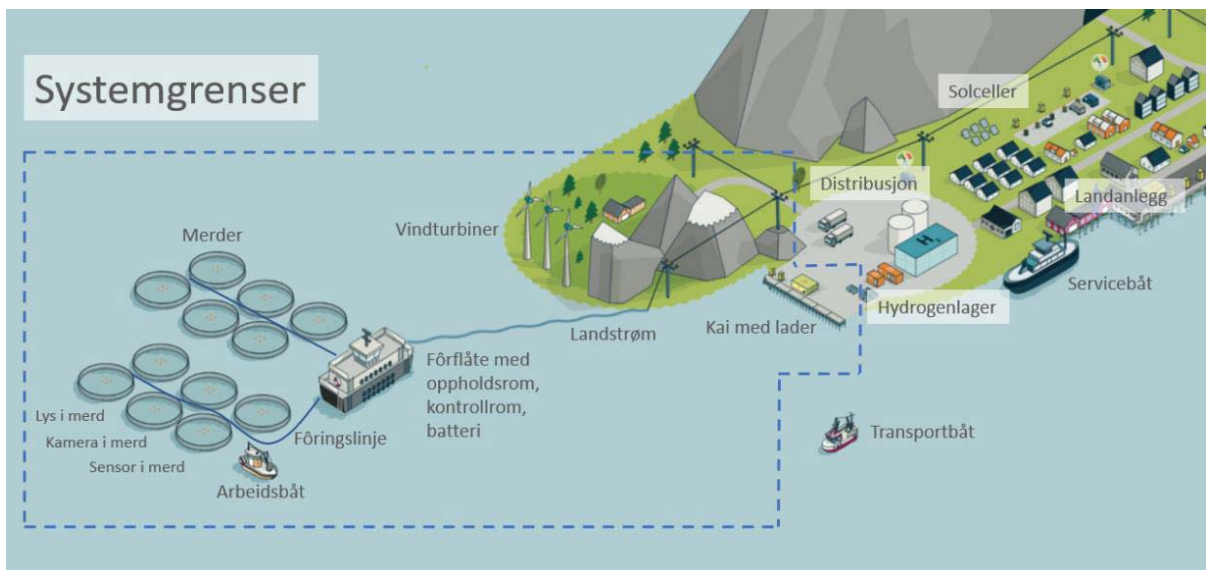 Systemgrenser
Solceller
Distribusjon
Landanlegg
Vindturbiner
Merder
Servicebåt
Hydrogenlager
Landstrøm
Kai med lader
Fôrflåte med
oppholdsrom,
kontrollrom,
batteri
Lys i merd
Kamera i merd
Fôringslinje
Sensor i merd
Transportbåt
Arbeidsbåt
H